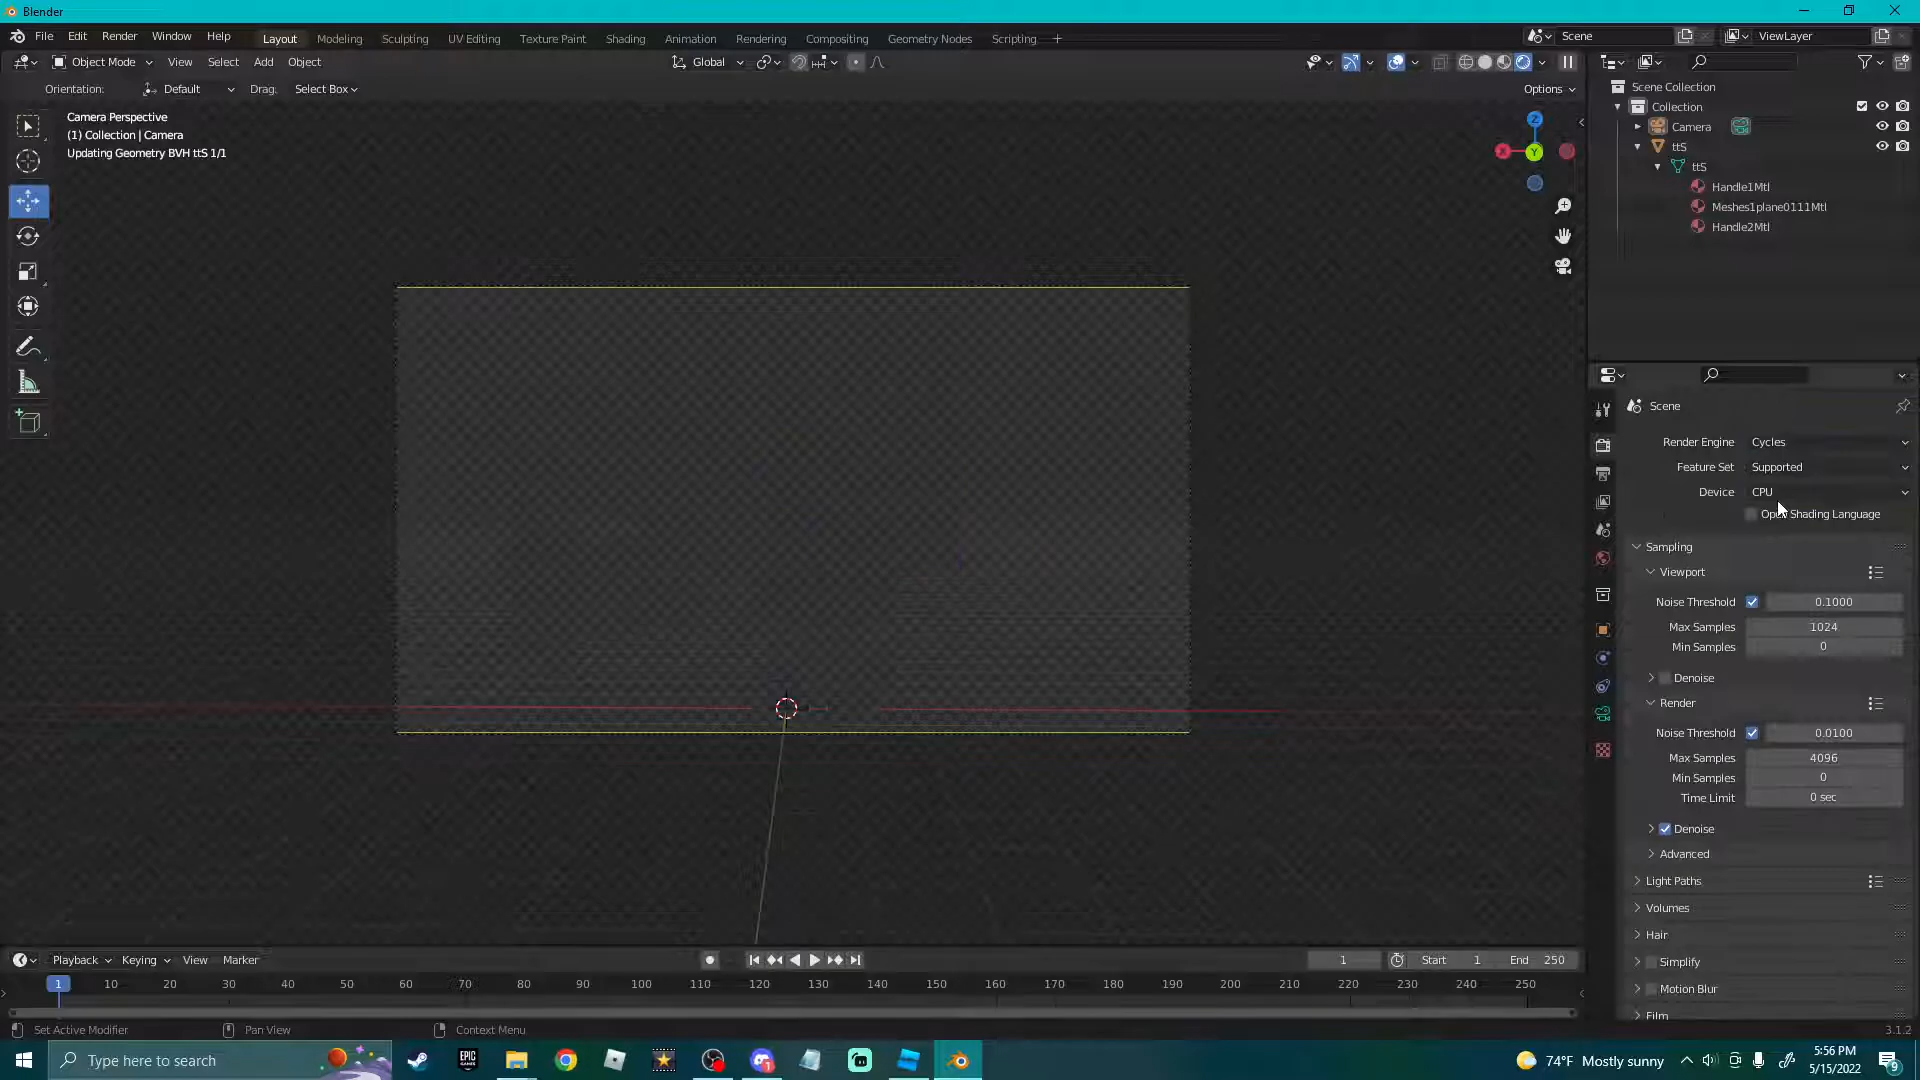 Blender
File Edit Render Window Help
Layout Modeling Sculpting UV Editing Texture Paint Shading Animation Rendering Compositing Geometry Nodes Scripting +
Scene
ViewLayer
Object Mode View Select Add Object
Global
Orientation: Default Drag: Select Box
Options
Camera Perspective
(1) Collection | Camera
Updating Geometry BVH ttS 1/1
Z
X
Y
Scene Collection
Collection
Camera
ttS
ttS
Handle1Mtl
Meshes1plane0111Mtl
Handle2Mtl
Scene
Render Engine Cycles
Feature Set Supported
Device CPU
Open Shading Language
Sampling
Viewport
Noise Threshold 0.1000
Max Samples 1024
Min Samples 0
Denoise
Render
Noise Threshold 0.0100
Max Samples 4096
Min Samples 0
Time Limit 0 sec
Denoise
Advanced
Light Paths
Volumes
Hair
Simplify
Motion Blur
Film
Playback Keying View Marker
1
Start 1 End 250
1 10 20 30 40 50 60 70 80 90 100 110 120 130 140 150 160 170 180 190 200 210 220 230 240 250
Set Active Modifier Pan View Context Menu
3.1.2
Type here to search
EPIC
74°F Mostly sunny
5:56 PM
5/15/2022
9